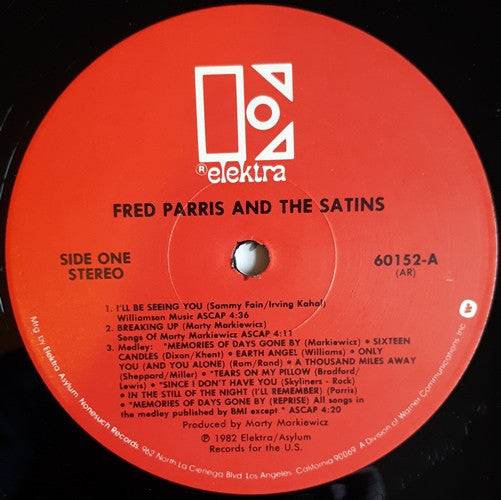 ® elektra
FRED PARRIS AND THE SATINS
SIDE ONE
STEREO
60152-A
(AR)
1. I'LL BE SEEING YOU (Sammy Fain/Irving Kahal)
Williamson Music ASCAP 4:36
2. BREAKING UP (Marty Markiewicz)
Songs Of Marty Markiewicz ASCAP 4:11
3. Medley: *MEMORIES OF DAYS GONE BY (Markiewicz) • SIXTEEN
CANDLES (Dixon/Khent) • EARTH ANGEL (Williams) • ONLY
YOU (AND YOU ALONE) (Ram/Rand) • A THOUSAND MILES AWAY
(Sheppard/Miller) • *TEARS ON MY PILLOW (Bradford/
Lewis) • *SINCE I DON'T HAVE YOU (Skyliners - Rock)
• IN THE STILL OF THE NIGHT (I'LL REMEMBER) (Parris)
• *MEMORIES OF DAYS GONE BY (REPRISE) All songs in
the medley published by BMI except * ASCAP 4:20
Produced by Marty Markiewicz
℗ 1982 Elektra/Asylum
Records for the U.S.
Mfg by Elektra Asylum Nonesuch Records, 962 North La Cienega Blvd. Los Angeles, California 90069 A Division of Warner Communications Inc